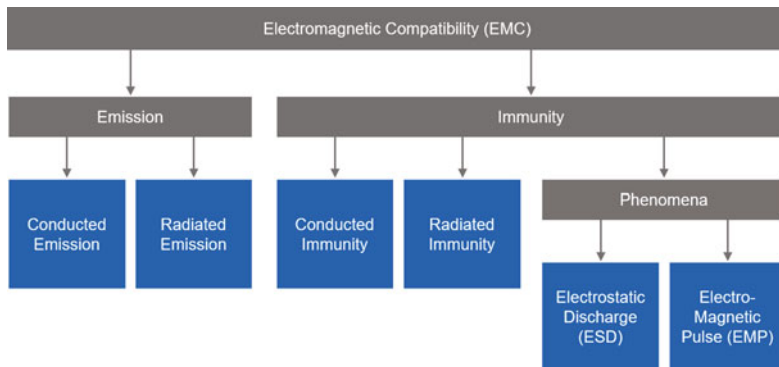 Electromagnetic Compatibility (EMC)
Emission
Immunity
Conducted
Emission
Radiated
Emission
Conducted
Immunity
Radiated
Immunity
Phenomena
Electrostatic
Discharge
(ESD)
Electro-
Magnetic
Pulse (EMP)